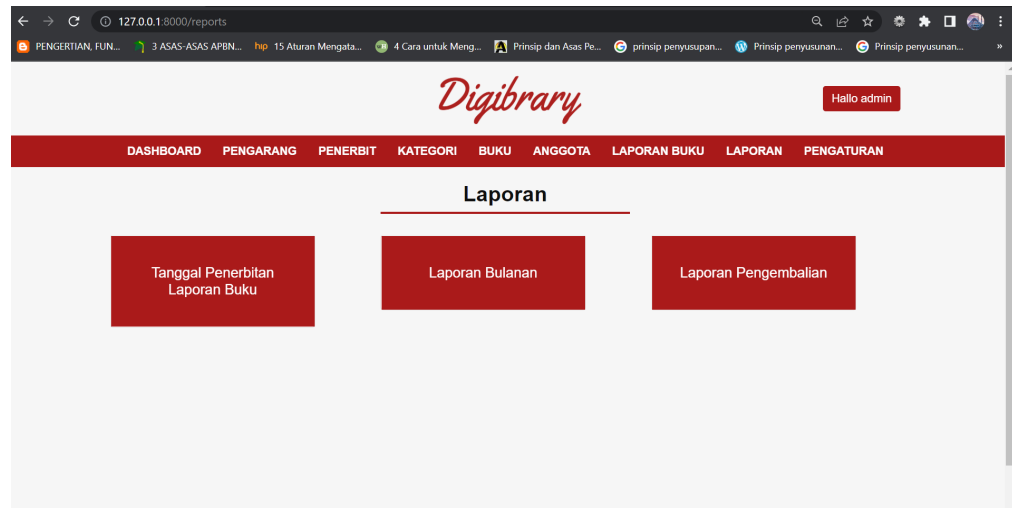 127.0.0.1:8000/reports
PENGERTIAN, FUN... 3 ASAS-ASAS APBN... hip 15 Aturan Mengata... 4 Cara untuk Meng... Prinsip dan Asas Pe... prinsip penyusupan... Prinsip penyusunan... Prinsip penyusunan... »
Digibrary
Hallo admin
DASHBOARD PENGARANG PENERBIT KATEGORI BUKU ANGGOTA LAPORAN BUKU LAPORAN PENGATURAN
Laporan
Tanggal Penerbitan
Laporan Buku
Laporan Bulanan
Laporan Pengembalian